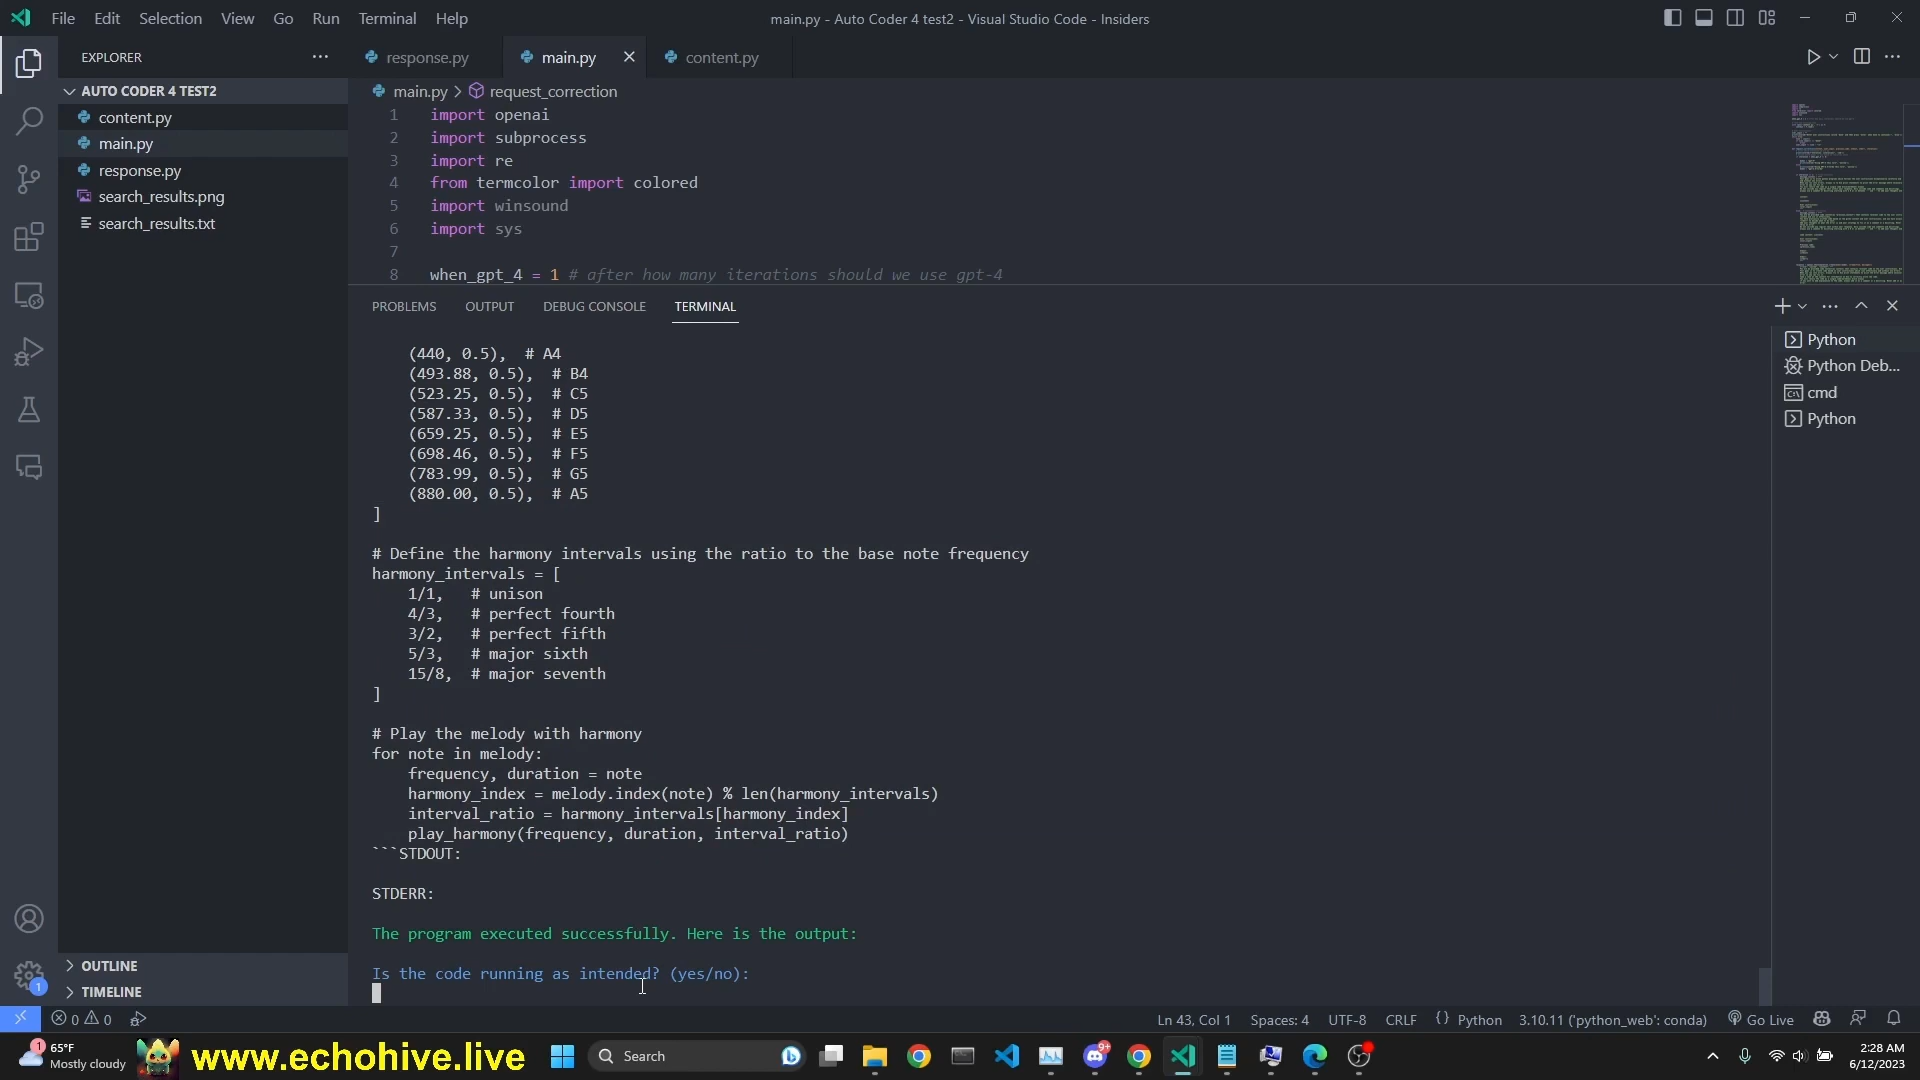 File Edit Selection View Go Run Terminal Help
main.py - Auto Coder 4 test2 - Visual Studio Code - Insiders
EXPLORER
response.py
main.py
content.py
AUTO CODER 4 TEST2
content.py
main.py
response.py
search_results.png
search_results.txt
main.py > request_correction
1 import openai
2 import subprocess
3 import re
4 from termcolor import colored
5 import winsound
6 import sys
7
8 when_gpt_4 = 1 # after how many iterations should we use gpt-4
PROBLEMS OUTPUT DEBUG CONSOLE TERMINAL
Python
Python Deb...
cmd
Python
(440, 0.5),  # A4
(493.88, 0.5),  # B4
(523.25, 0.5),  # C5
(587.33, 0.5),  # D5
(659.25, 0.5),  # E5
(698.46, 0.5),  # F5
(783.99, 0.5),  # G5
(880.00, 0.5),  # A5
]
# Define the harmony intervals using the ratio to the base note frequency
harmony_intervals = [
1/1,   # unison
4/3,   # perfect fourth
3/2,   # perfect fifth
5/3,   # major sixth
15/8,  # major seventh
]
# Play the melody with harmony
for note in melody:
frequency, duration = note
harmony_index = melody.index(note) % len(harmony_intervals)
interval_ratio = harmony_intervals[harmony_index]
play_harmony(frequency, duration, interval_ratio)
```STDOUT:
STDERR:
The program executed successfully. Here is the output:
Is the code running as intended? (yes/no):
OUTLINE
TIMELINE
1
0 0
Ln 43, Col 1 Spaces: 4 UTF-8 CRLF {} Python 3.10.11 ('python_web': conda) Go Live
1
65°F
Mostly cloudy
www.echohive.live
Search
9+
2:28 AM
6/12/2023